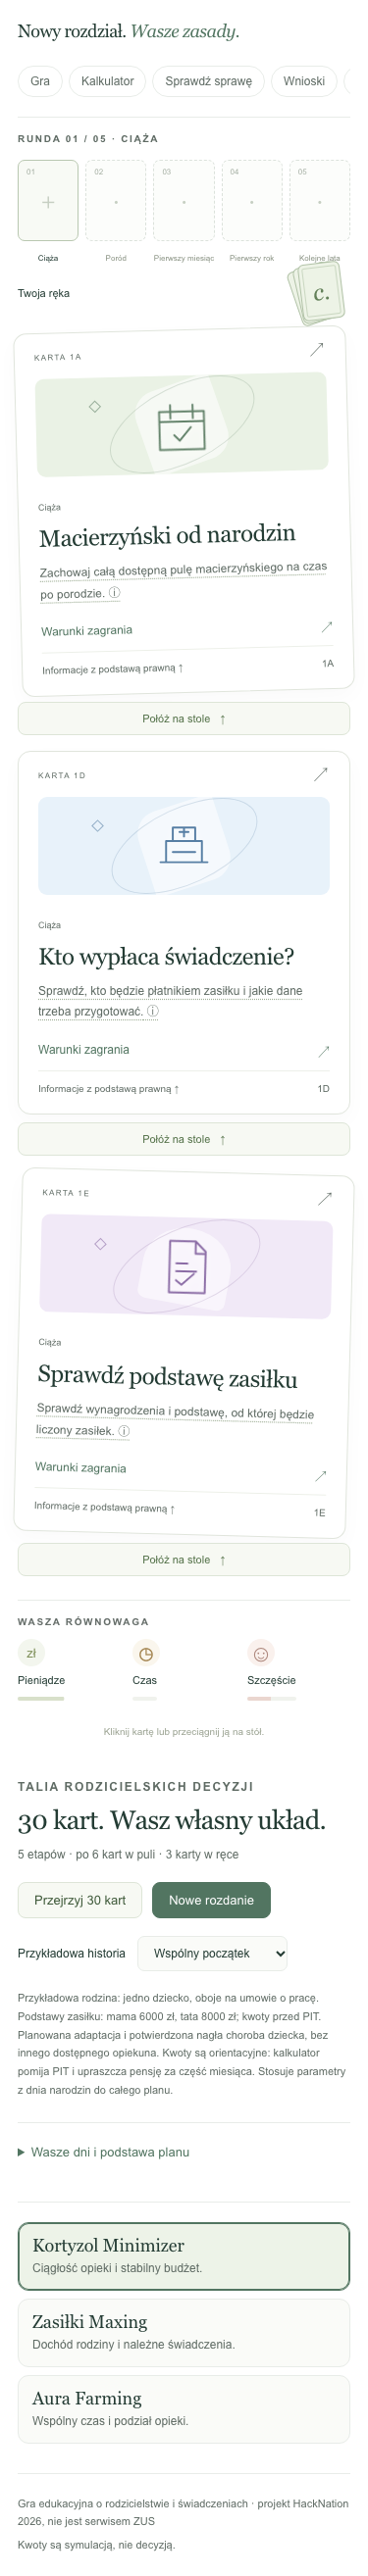 Nowy rozdział. Wasze zasady.
Gra Kalkulator Sprawdź sprawę Wnioski
RUNDA 01 / 05 · CIĄŻA
01 02 03 04 05
Ciąża Poród Pierwszy miesiąc Pierwszy rok Kolejne lata
Twoja ręka
c.
KARTA 1A ↗
Ciąża
Macierzyński od narodzin
Zachowaj całą dostępną pulę macierzyńskiego na czas
po porodzie. ⓘ
Warunki zagrania ↗
Informacje z podstawą prawną ↑ 1A
Połóż na stole ↑
KARTA 1D ↗
Ciąża
Kto wypłaca świadczenie?
Sprawdź, kto będzie płatnikiem zasiłku i jakie dane
trzeba przygotować. ⓘ
Warunki zagrania ↗
Informacje z podstawą prawną ↑ 1D
Połóż na stole ↑
KARTA 1E ↗
Ciąża
Sprawdź podstawę zasiłku
Sprawdź wynagrodzenia i podstawę, od której będzie
liczony zasiłek. ⓘ
Warunki zagrania ↗
Informacje z podstawą prawną ↑ 1E
Połóż na stole ↑
WASZA RÓWNOWAGA
zł
Pieniądze Czas Szczęście
Kliknij kartę lub przeciągnij ją na stół.
TALIA RODZICIELSKICH DECYZJI
30 kart. Wasz własny układ.
5 etapów · po 6 kart w puli · 3 karty w ręce
Przejrzyj 30 kart Nowe rozdanie
Przykładowa historia Wspólny początek
Przykładowa rodzina: jedno dziecko, oboje na umowie o pracę.
Podstawy zasiłku: mama 6000 zł, tata 8000 zł; kwoty przed PIT.
Planowana adaptacja i potwierdzona nagła choroba dziecka, bez
innego dostępnego opiekuna. Kwoty są orientacyjne: kalkulator
pomija PIT i upraszcza pensję za część miesiąca. Stosuje parametry
z dnia narodzin do całego planu.
▶ Wasze dni i podstawa planu
Kortyzol Minimizer
Ciągłość opieki i stabilny budżet.
Zasiłki Maxing
Dochód rodziny i należne świadczenia.
Aura Farming
Wspólny czas i podział opieki.
Gra edukacyjna o rodzicielstwie i świadczeniach · projekt HackNation
2026, nie jest serwisem ZUS
Kwoty są symulacją, nie decyzją.